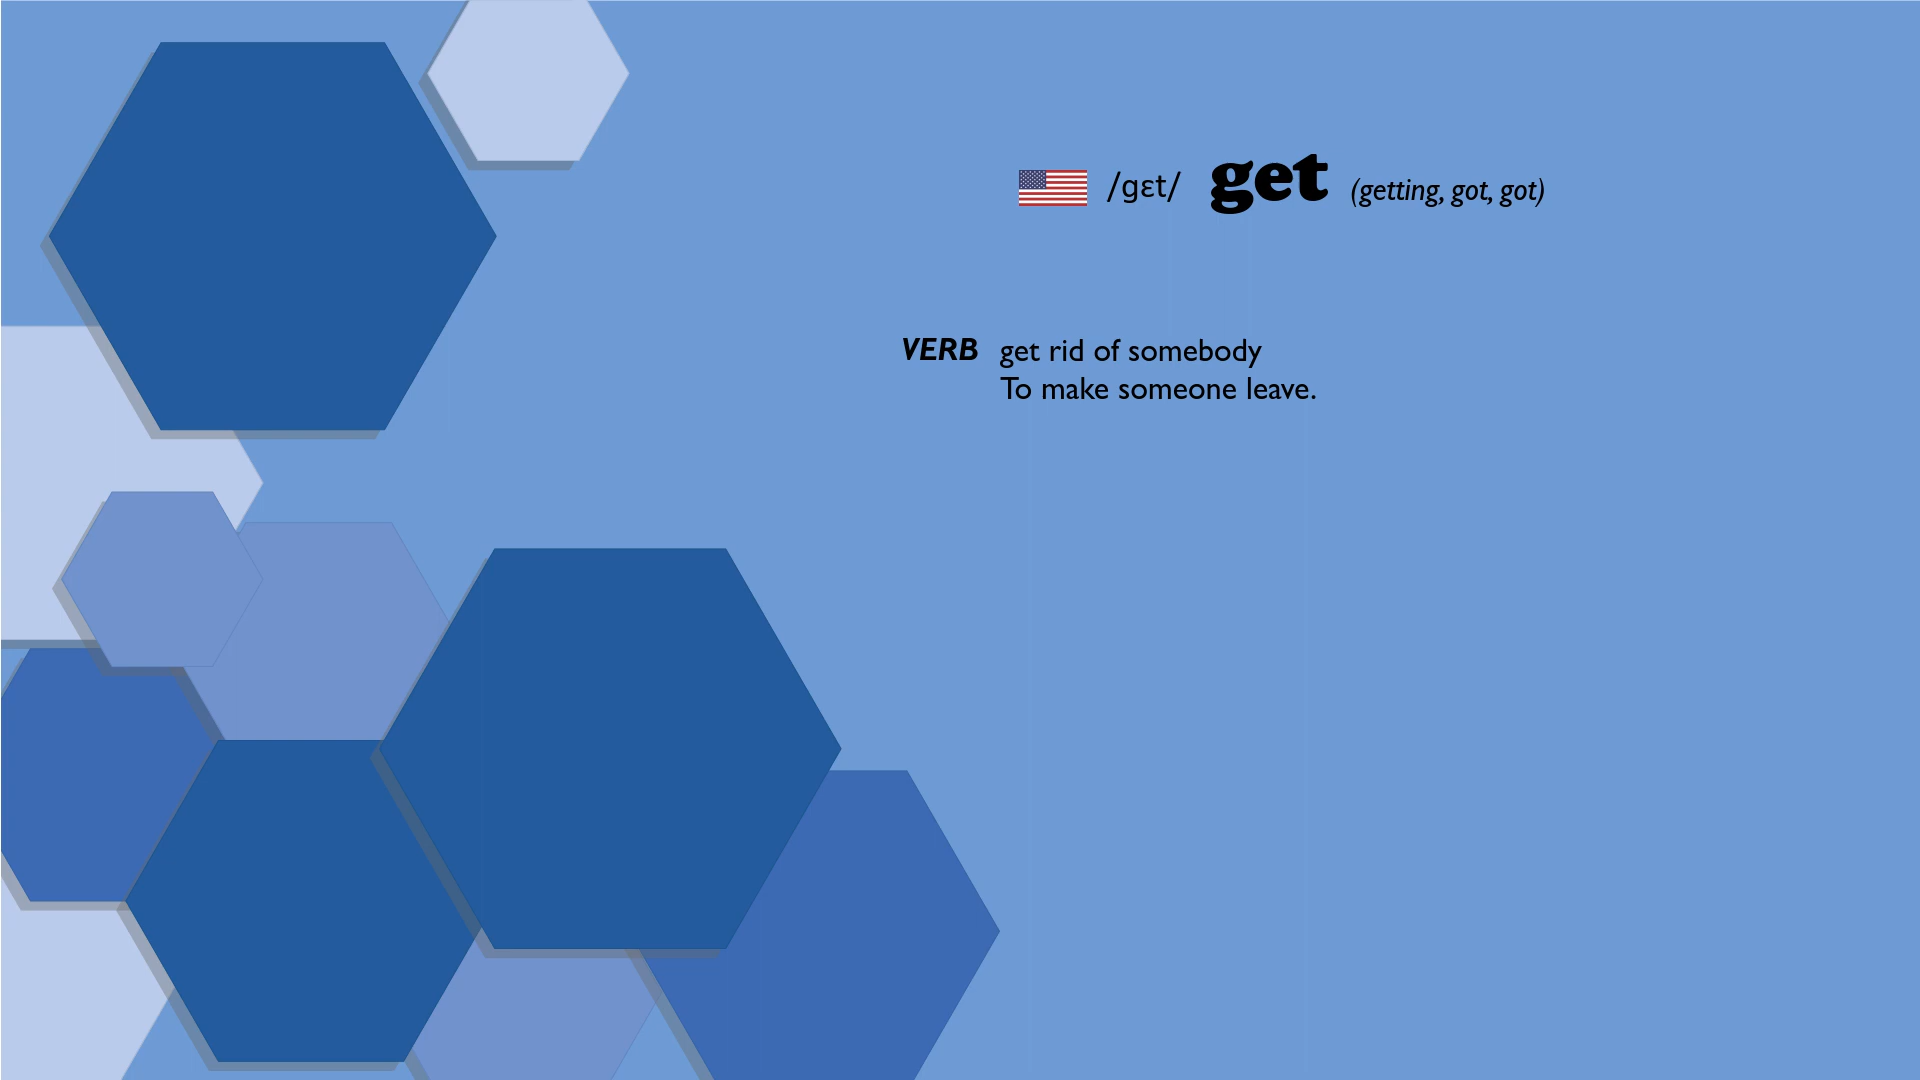 /gɛt/ get (getting, got, got)
VERB get rid of somebody
To make someone leave.